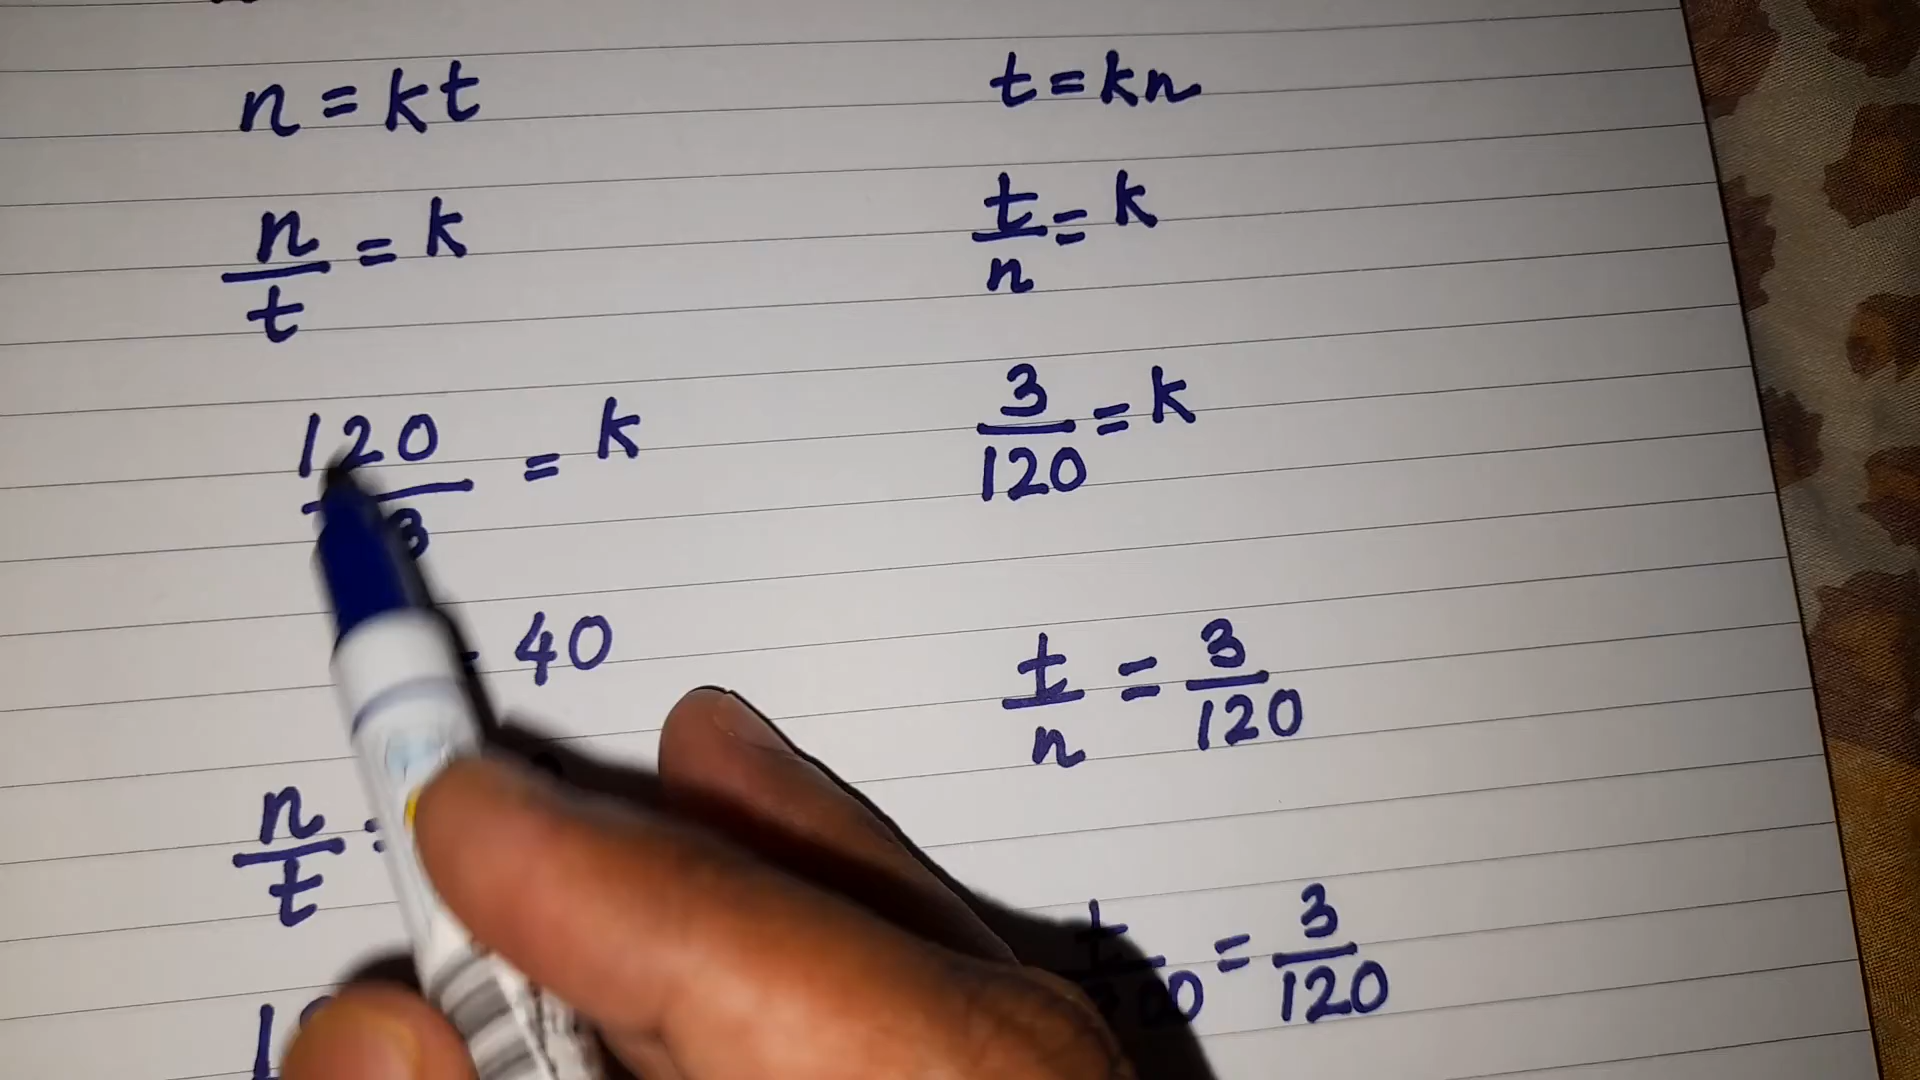 n = kt
n/t = k
120/3 = k
40
n/t =
t = kn
t/n = k
3/120 = k
t/n = 3/120
t/ = 3/120